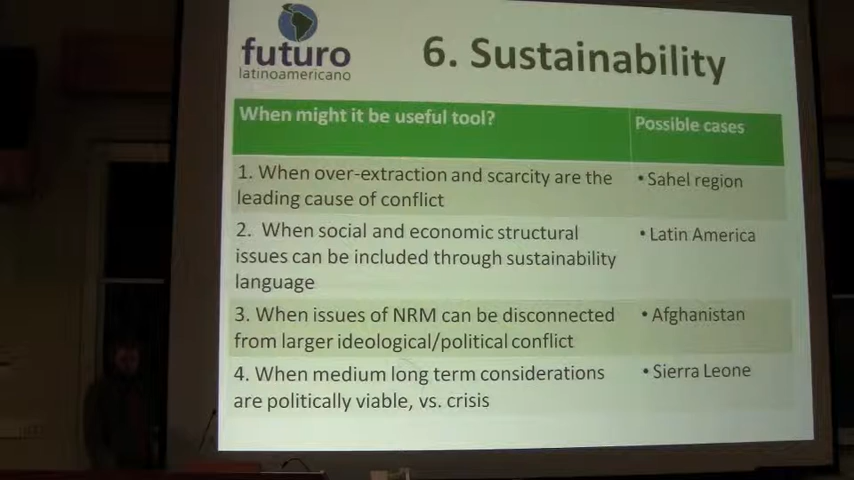 futuro
latinoamericano
6. Sustainability
When might it be useful tool?
Possible cases
1. When over-extraction and scarcity are the
leading cause of conflict
• Sahel region
2. When social and economic structural
issues can be included through sustainability
language
• Latin America
3. When issues of NRM can be disconnected
from larger ideological/political conflict
• Afghanistan
4. When medium long term considerations
are politically viable, vs. crisis
• Sierra Leone